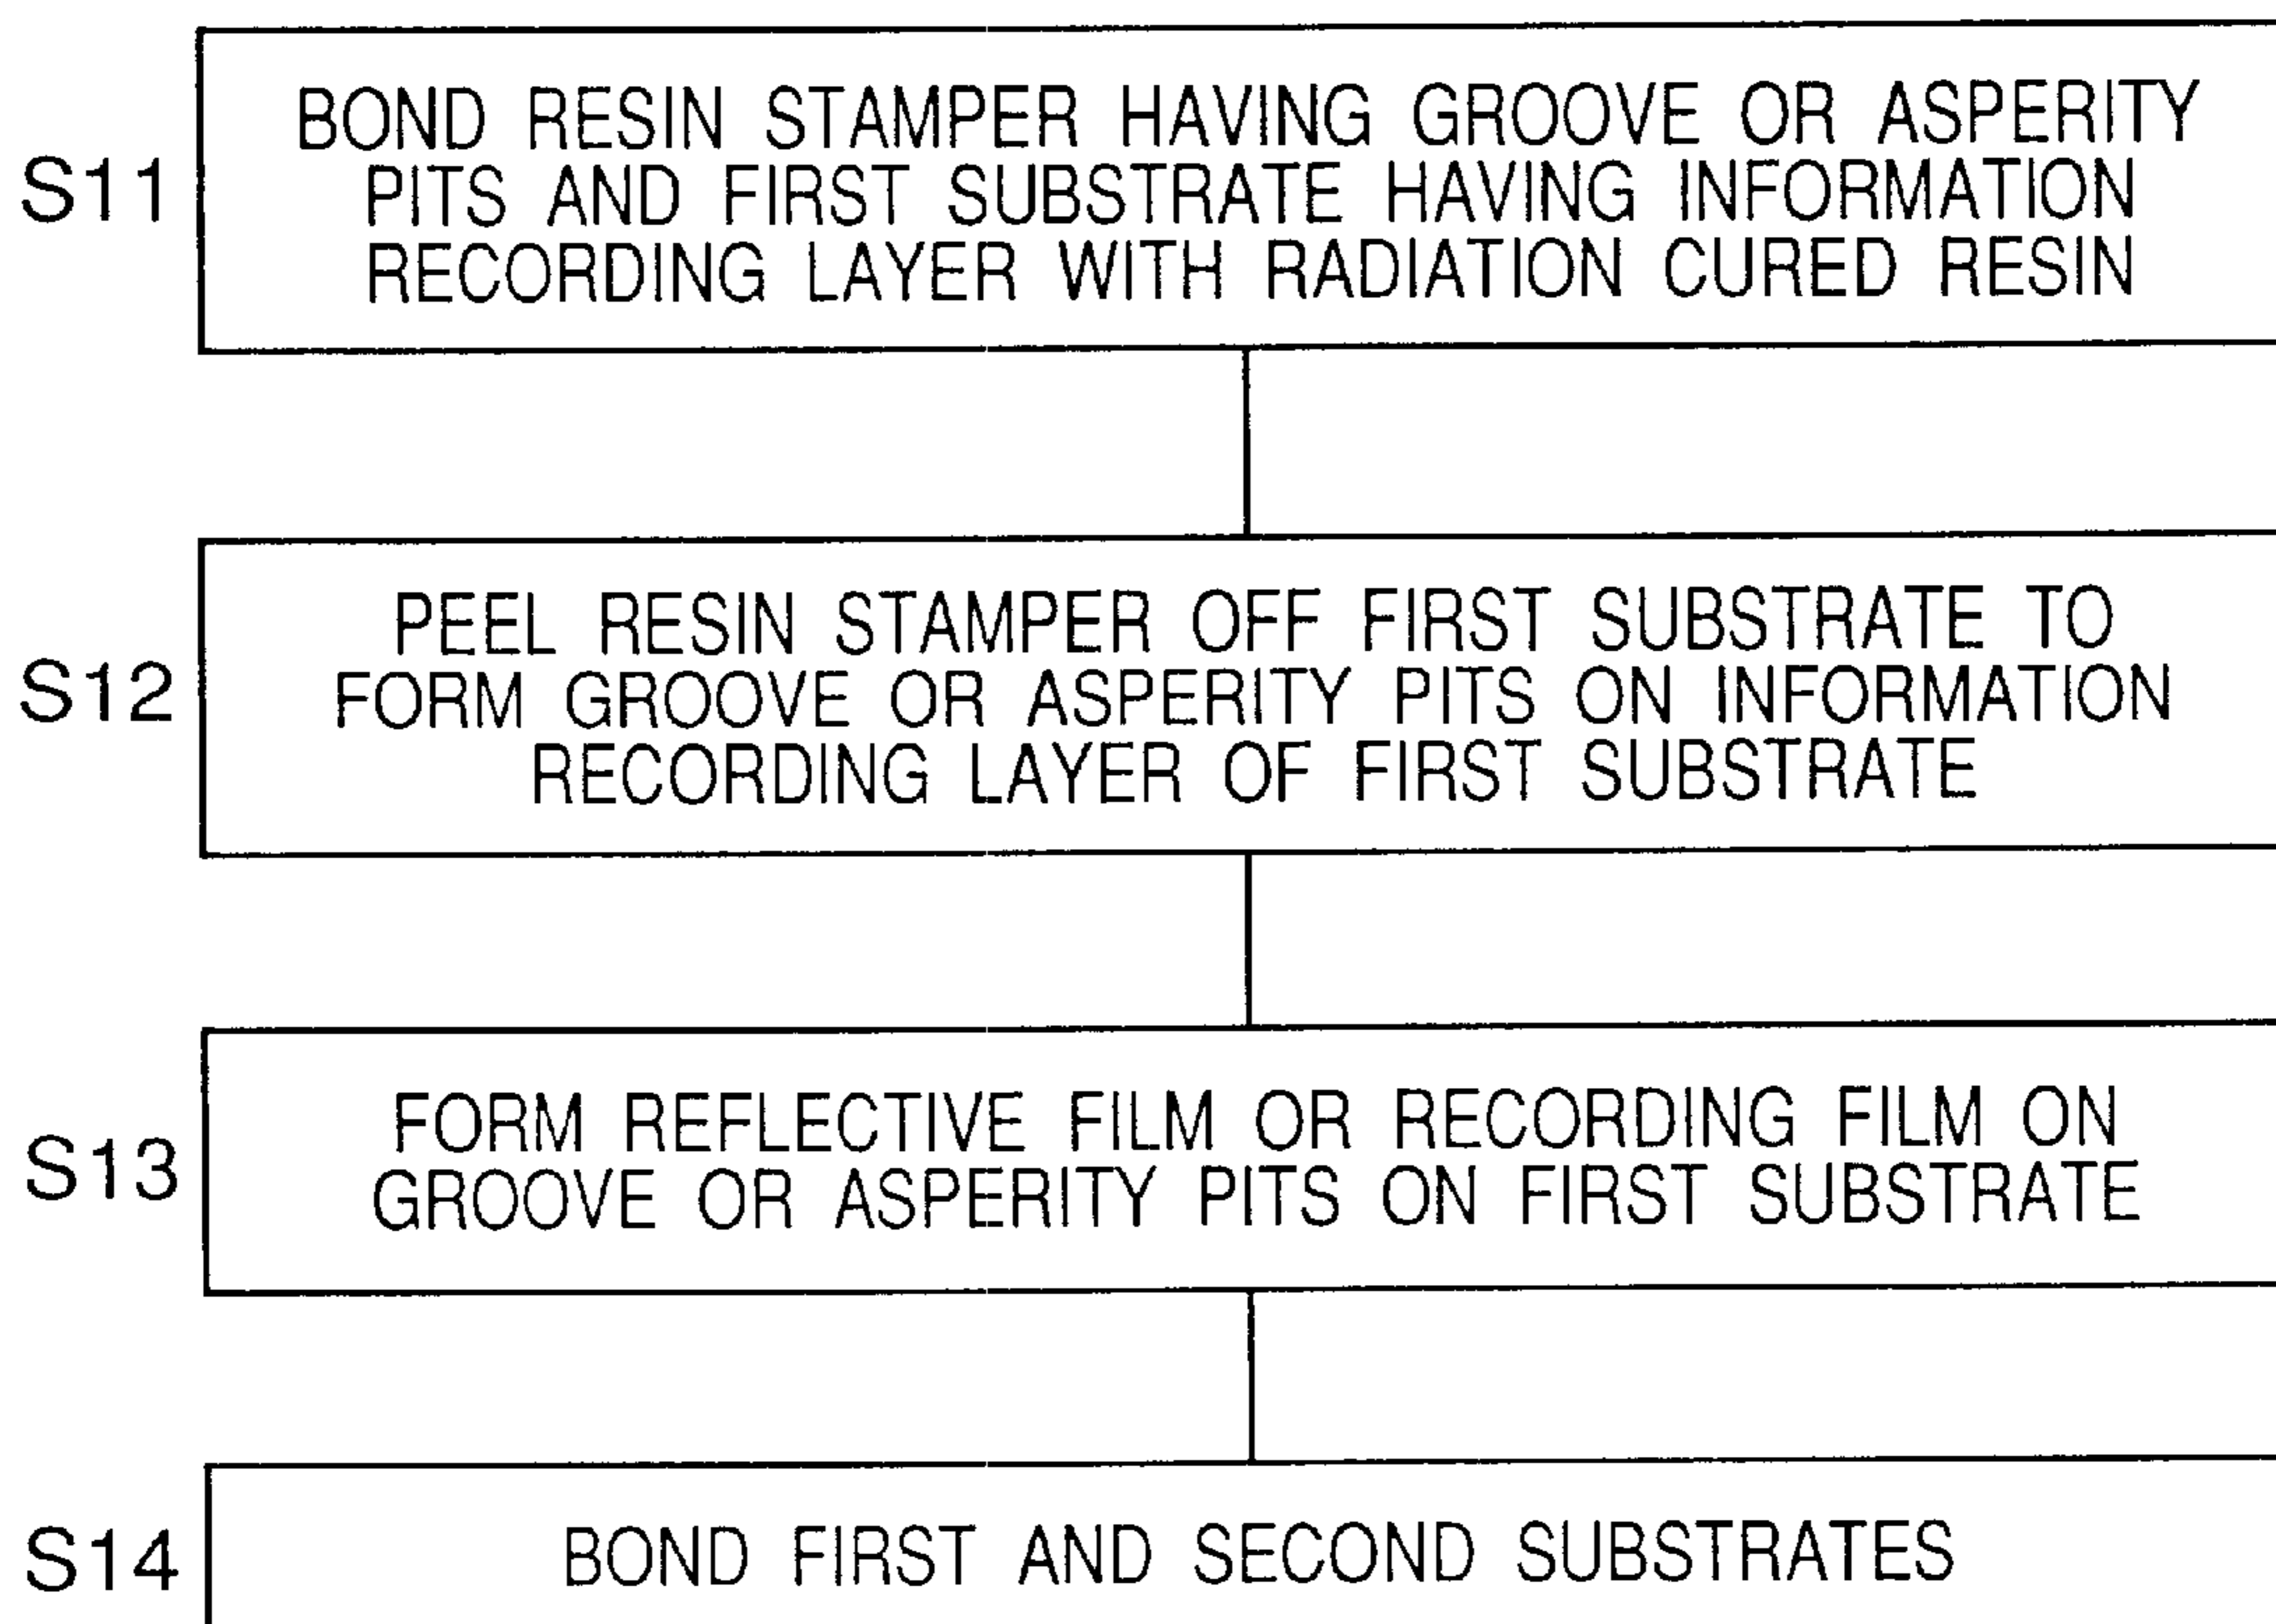 BOND RESIN STAMPER HAVING GROOVE OR ASPERITY
S11
PITS AND FIRST SUBSTRATE HAVING INFORMATION
RECORDING LAYER WITH RADIATION CURED RESIN
PEEL RESIN STAMPER OFF FIRST SUBSTRATE TO
S12
FORM GROOVE OR ASPERITY PITS ON INFORMATION
RECORDING LAYER OF FIRST SUBSTRATE
FORM REFLECTIVE FILM OR RECORDING FILM ON
S13
GROOVE OR ASPERITY PITS ON FIRST SUBSTRATE
S14
BOND FIRST AND SECOND SUBSTRATES